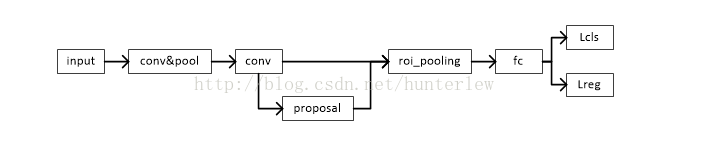 Lcls
input
conv&pool
conv
roi_pooling
fc
Lreg
http://blog.csdn.net/hunterlew
proposal